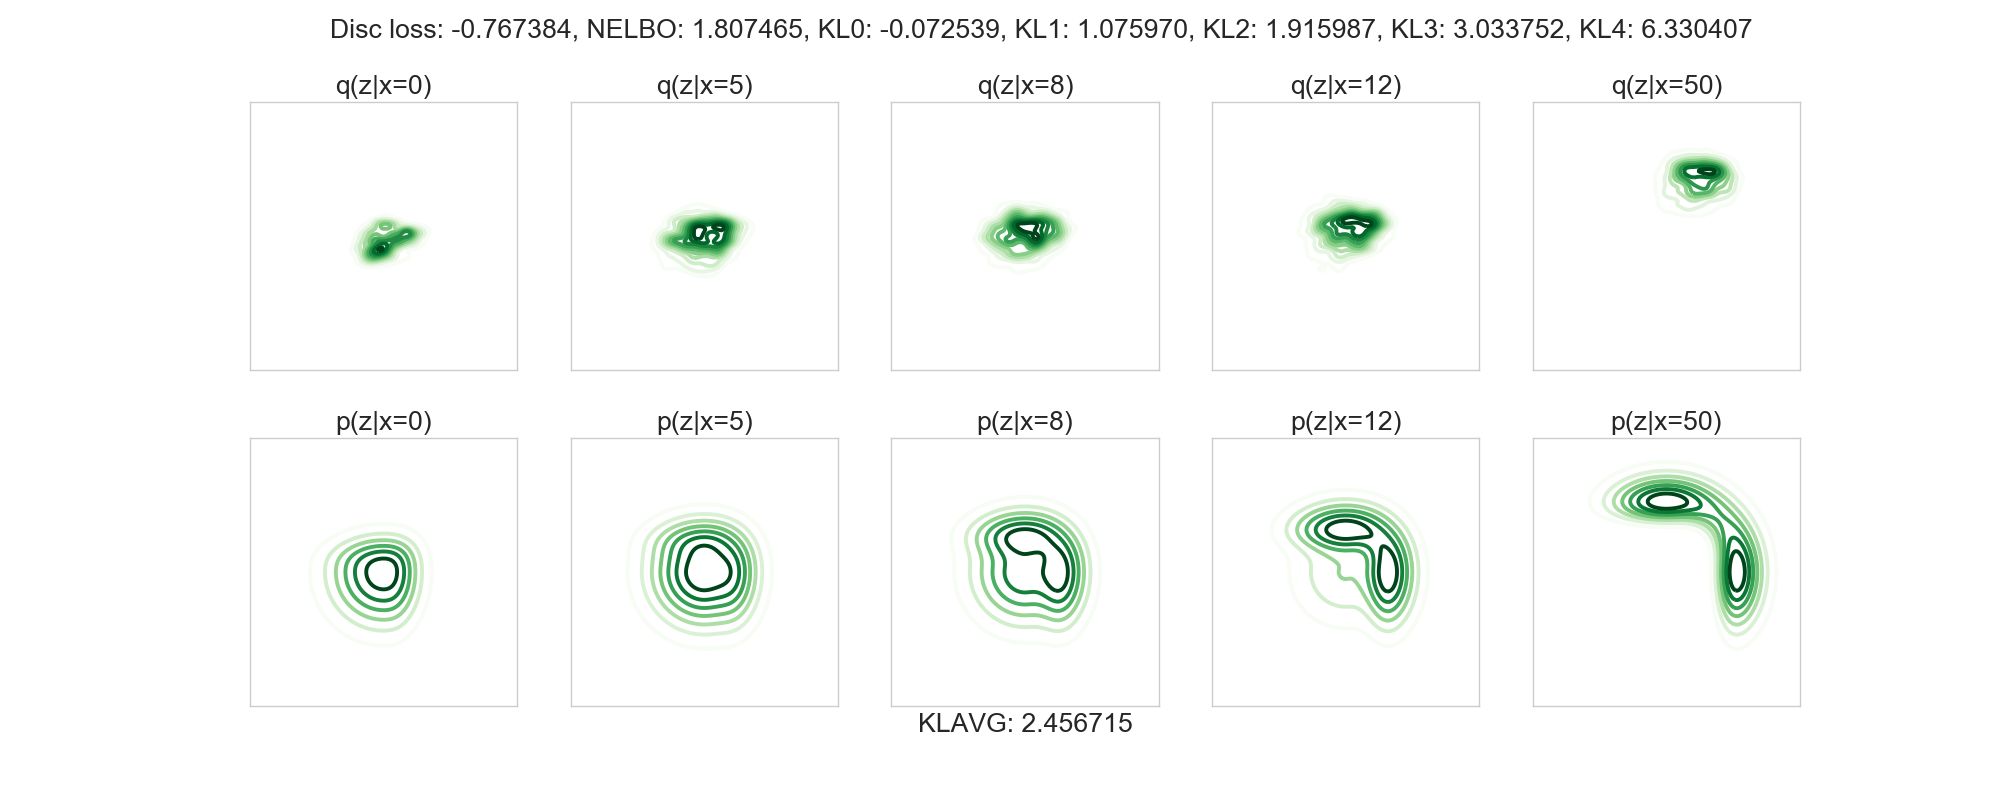 Disc loss: -0.767384, NELBO: 1.807465, KL0: -0.072539, KL1: 1.075970, KL2: 1.915987, KL3: 3.033752, KL4: 6.330407
q(z|x=0) q(z|x=5) q(z|x=8) q(z|x=12) q(z|x=50)
p(z|x=0) p(z|x=5) p(z|x=8) p(z|x=12) p(z|x=50)
KLAVG: 2.456715